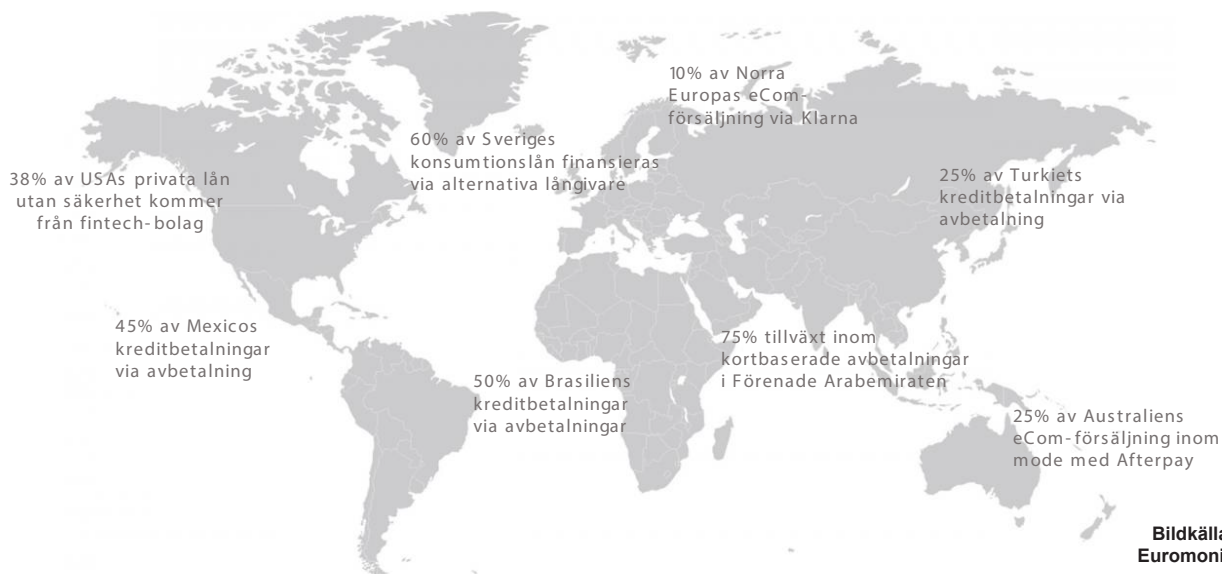 10% av Norra
Europas eCom-
försäljning via Klarna
60% av Sveriges
konsumtionslån finansieras
via alternativa långivare
38% av USAs privata lån
utan säkerhet kommer
från fintech-bolag
25% av Turkiets
kreditbetalningar via
avbetalning
45% av Mexicos
kreditbetalningar
via avbetalning
75% tillväxt inom
kortbaserade avbetalningar
i Förenade Arabemiraten
50% av Brasiliens
kreditbetalningar
via avbetalningar
25% av Australiens
eCom-försäljning inom
mode med Afterpay
Bildkälla
Euromoni